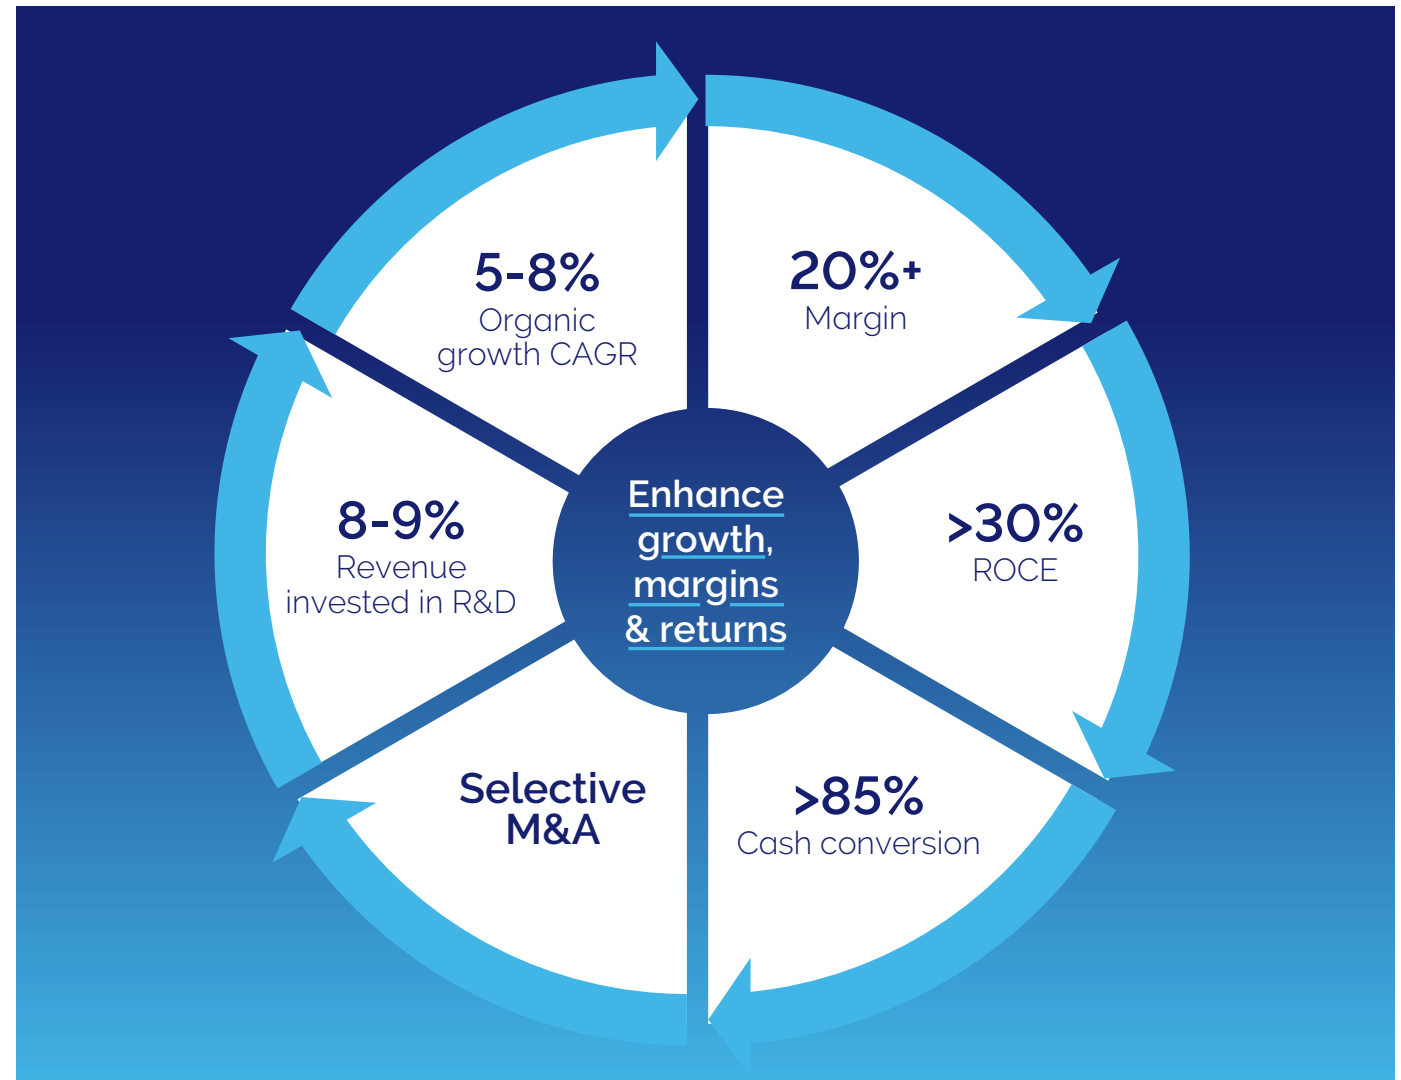 5-8%
Organic
growth CAGR
20%+
Margin
8-9%
Revenue
invested in R&D
Enhance
growth,
margins
& returns
>30%
ROCE
Selective
M&A
>85%
Cash conversion